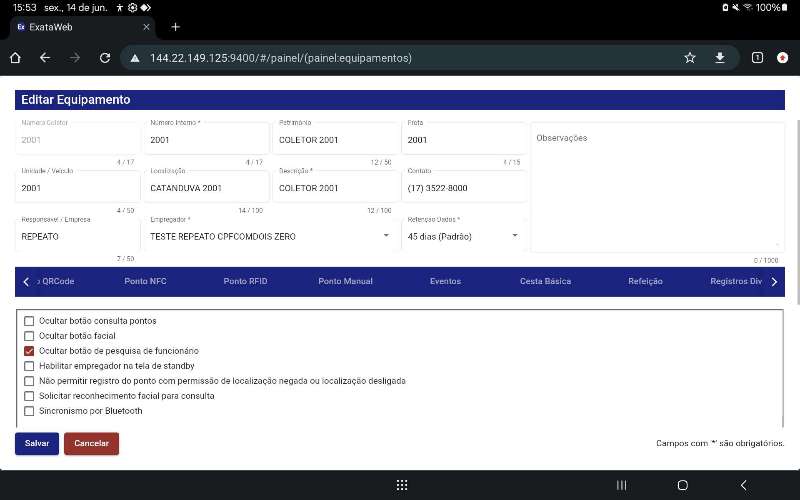 15:53 sex., 14 de jun. 100%
Ex ExataWeb
144.22.149.125:9400/#/painel/(painel:equipamentos) 1
Editar Equipamento
Número Coletor
2001
4 / 17
Número Interno *
2001
4 / 17
Patrimônio
COLETOR 2001
12 / 50
Frota
2001
4 / 15
Observações
0 / 1000
Unidade / Veículo
2001
4 / 50
Localização
CATANDUVA 2001
14 / 100
Descrição *
COLETOR 2001
12 / 100
Contato
(17) 3522-8000
Responsável / Empresa
REPEATO
7 / 50
Empregador *
TESTE REPEATO CPFCOMDOIS ZERO
Retenção Dados *
45 dias (Padrão)
o QRCode Ponto NFC Ponto RFID Ponto Manual Eventos Cesta Básica Refeição Registros Div
Ocultar botão consulta pontos
Ocultar botão facial
Ocultar botão de pesquisa de funcionário
Habilitar empregador na tela de standby
Não permitir registro do ponto com permissão de localização negada ou localização desligada
Solicitar reconhecimento facial para consulta
Sincronismo por Bluetooth
Salvar Cancelar Campos com '*' são obrigatórios.